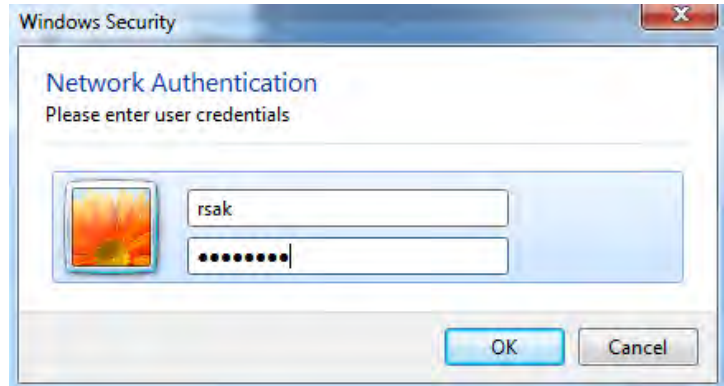 Windows Security
Network Authentication
Please enter user credentials
rsak
●●●●●●●●
OK
Cancel